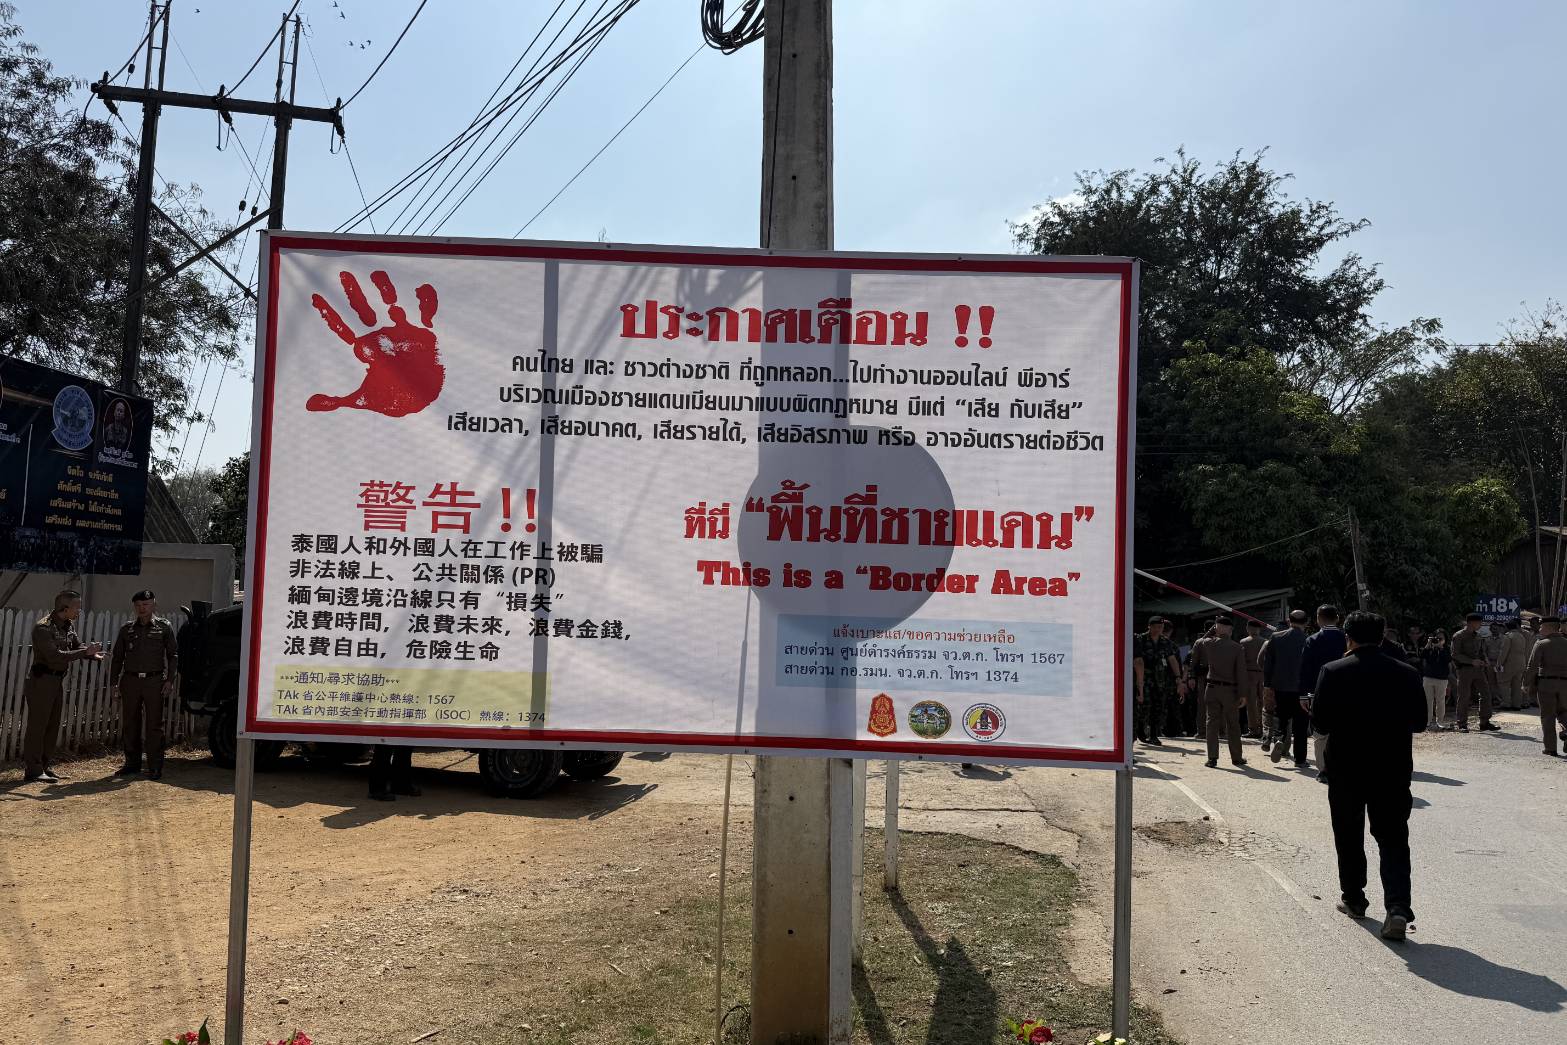 ประกาศเตือน !!
คนไทย และ ชาวต่างชาติ ที่ถูกหลอก...ไปทำงานออนไลน์ พีอาร์
บริเวณเมืองชายแดนเมียนมาแบบผิดกฎหมาย มีแต่ “เสีย กับเสีย”
เสียเวลา, เสียอนาคต, เสียรายได้, เสียอิสรภาพ หรือ อาจอันตรายต่อชีวิต
警告 !!
泰國人和外國人在工作上被騙
非法線上、公共關係 (PR)
緬甸邊境沿線只有“損失”
浪費時間，浪費未來，浪費金錢，
浪費自由，危險生命
---通知/尋求協助---
TAk 省公平維護中心熱線：1567
TAk 省內部安全行動指揮部 （ISOC） 熱線：1374
ที่นี่ “พื้นที่ชายแดน”
This is a “Border Area”
แจ้งเบาะแส/ขอความช่วยเหลือ
สายด่วน ศูนย์ดำรงค์ธรรม จว.ต.ก. โทรฯ 1567
สายด่วน กอ.รมน. จว.ต.ก. โทรฯ 1374
18